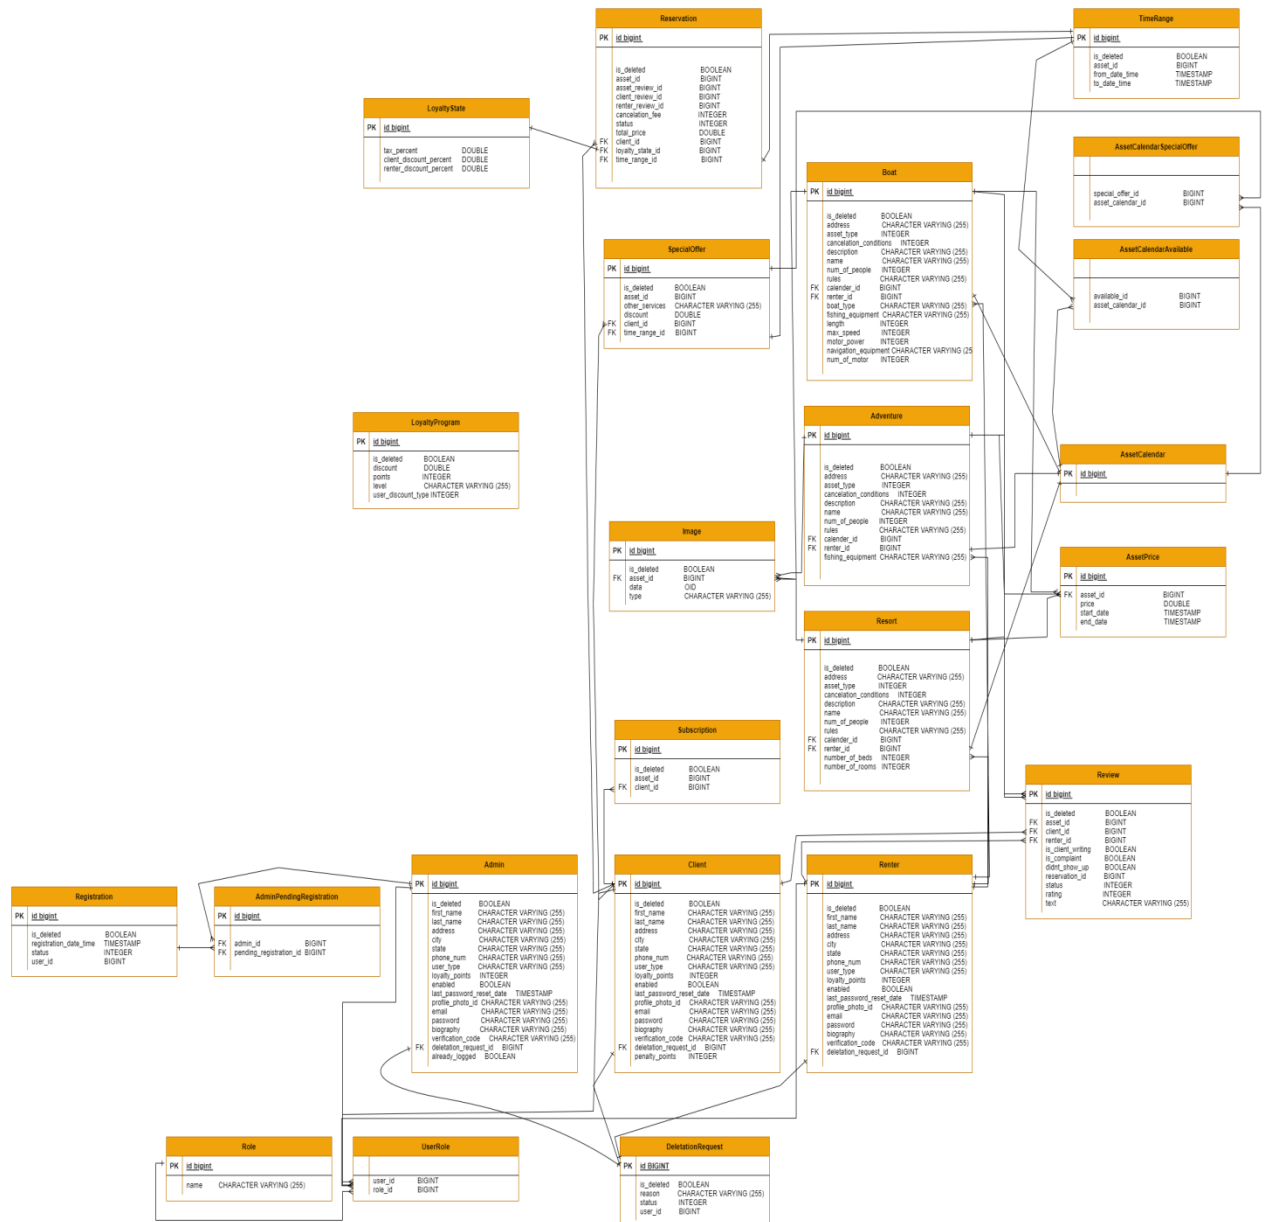 Reservation
PK id bigint
is_deleted BOOLEAN
asset_id BIGINT
asset_review_id BIGINT
client_review_id BIGINT
renter_review_id BIGINT
cancelation_fee INTEGER
status INTEGER
total_price DOUBLE
FK client_id BIGINT
FK loyalty_state_id BIGINT
FK time_range_id BIGINT
TimeRange
PK id bigint
is_deleted BOOLEAN
asset_id BIGINT
from_date_time TIMESTAMP
to_date_time TIMESTAMP
LoyaltyState
PK id bigint
tax_percent DOUBLE
client_discount_percent DOUBLE
renter_discount_percent DOUBLE
AssetCalendarSpecialOffer
special_offer_id BIGINT
asset_calendar_id BIGINT
Boat
PK id bigint
is_deleted BOOLEAN
address CHARACTER VARYING (255)
asset_type INTEGER
cancelation_conditions INTEGER
description CHARACTER VARYING (255)
name CHARACTER VARYING (255)
num_of_people INTEGER
rules CHARACTER VARYING (255)
FK calender_id BIGINT
FK renter_id BIGINT
boat_type CHARACTER VARYING (255)
fishing_equipment CHARACTER VARYING (255)
length INTEGER
max_speed INTEGER
motor_power INTEGER
navigation_equipment CHARACTER VARYING (25
num_of_motor INTEGER
SpecialOffer
PK id bigint
is_deleted BOOLEAN
asset_id BIGINT
other_services CHARACTER VARYING (255)
discount DOUBLE
FK client_id BIGINT
FK time_range_id BIGINT
AssetCalendarAvailable
available_id BIGINT
asset_calendar_id BIGINT
LoyaltyProgram
PK id bigint
is_deleted BOOLEAN
discount DOUBLE
points INTEGER
level CHARACTER VARYING (255)
user_discount_type INTEGER
Adventure
PK id bigint
is_deleted BOOLEAN
address CHARACTER VARYING (255)
asset_type INTEGER
cancelation_conditions INTEGER
description CHARACTER VARYING (255)
name CHARACTER VARYING (255)
num_of_people INTEGER
rules CHARACTER VARYING (255)
FK calender_id BIGINT
FK renter_id BIGINT
fishing_equipment CHARACTER VARYING (255)
AssetCalendar
PK id bigint
Image
PK id bigint
is_deleted BOOLEAN
FK asset_id BIGINT
data OID
type CHARACTER VARYING (255)
AssetPrice
PK id bigint
FK asset_id BIGINT
price DOUBLE
start_date TIMESTAMP
end_date TIMESTAMP
Resort
PK id bigint
is_deleted BOOLEAN
address CHARACTER VARYING (255)
asset_type INTEGER
cancelation_conditions INTEGER
description CHARACTER VARYING (255)
name CHARACTER VARYING (255)
num_of_people INTEGER
rules CHARACTER VARYING (255)
FK calender_id BIGINT
FK renter_id BIGINT
number_of_beds INTEGER
number_of_rooms INTEGER
Subscription
PK id bigint
is_deleted BOOLEAN
asset_id BIGINT
FK client_id BIGINT
Review
PK id bigint
is_deleted BOOLEAN
FK asset_id BIGINT
FK client_id BIGINT
FK renter_id BIGINT
is_client_writing BOOLEAN
is_complaint BOOLEAN
didnt_show_up BOOLEAN
reservation_id BIGINT
status INTEGER
rating INTEGER
text CHARACTER VARYING (255)
Registration
PK id bigint
is_deleted BOOLEAN
registration_date_time TIMESTAMP
status INTEGER
user_id BIGINT
AdminPendingRegistration
PK id bigint
FK admin_id BIGINT
FK pending_registration_id BIGINT
Admin
PK id bigint
is_deleted BOOLEAN
first_name CHARACTER VARYING (255)
last_name CHARACTER VARYING (255)
address CHARACTER VARYING (255)
city CHARACTER VARYING (255)
state CHARACTER VARYING (255)
phone_num CHARACTER VARYING (255)
user_type CHARACTER VARYING (255)
loyalty_points INTEGER
enabled BOOLEAN
last_password_reset_date TIMESTAMP
profile_photo_id CHARACTER VARYING (255)
email CHARACTER VARYING (255)
password CHARACTER VARYING (255)
biography CHARACTER VARYING (255)
verification_code CHARACTER VARYING (255)
FK deletation_request_id BIGINT
already_logged BOOLEAN
Client
PK id bigint
is_deleted BOOLEAN
first_name CHARACTER VARYING (255)
last_name CHARACTER VARYING (255)
address CHARACTER VARYING (255)
city CHARACTER VARYING (255)
state CHARACTER VARYING (255)
phone_num CHARACTER VARYING (255)
user_type CHARACTER VARYING (255)
loyalty_points INTEGER
enabled BOOLEAN
last_password_reset_date TIMESTAMP
profile_photo_id CHARACTER VARYING (255)
email CHARACTER VARYING (255)
password CHARACTER VARYING (255)
biography CHARACTER VARYING (255)
verification_code CHARACTER VARYING (255)
FK deletation_request_id BIGINT
penalty_points INTEGER
Renter
PK id bigint
is_deleted BOOLEAN
first_name CHARACTER VARYING (255)
last_name CHARACTER VARYING (255)
address CHARACTER VARYING (255)
city CHARACTER VARYING (255)
state CHARACTER VARYING (255)
phone_num CHARACTER VARYING (255)
user_type CHARACTER VARYING (255)
loyalty_points INTEGER
enabled BOOLEAN
last_password_reset_date TIMESTAMP
profile_photo_id CHARACTER VARYING (255)
email CHARACTER VARYING (255)
password CHARACTER VARYING (255)
biography CHARACTER VARYING (255)
verification_code CHARACTER VARYING (255)
FK deletation_request_id BIGINT
Role
PK id bigint
name CHARACTER VARYING (255)
UserRole
user_id BIGINT
role_id BIGINT
DeletationRequest
PK id BIGINT
is_deleted BOOLEAN
reason CHARACTER VARYING (255)
status INTEGER
user_id BIGINT